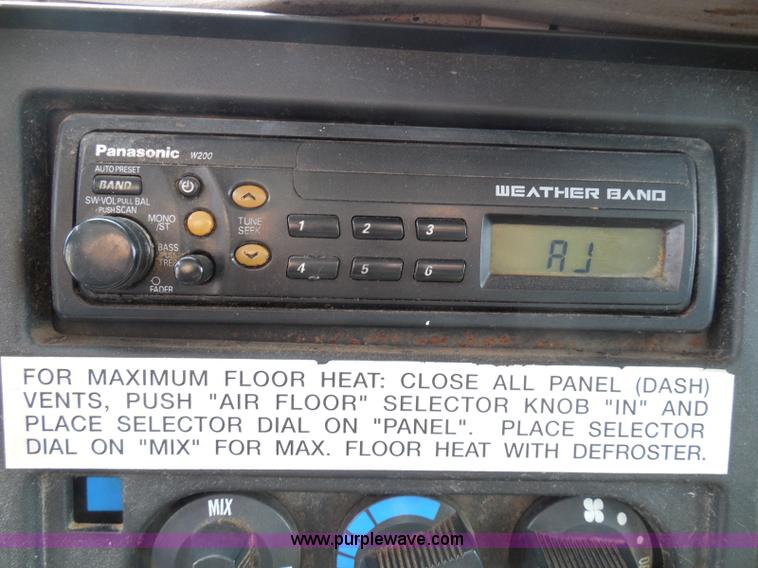 Panasonic W200
AUTO PRESET
BAND
WEATHER BAND
SW-VOL PULL BAL
PUSH SCAN
MONO
/ST
TUNE
SEEK
1 2 3
BASS
PUSH
TRE
4 5 6
FADER
AJ
FOR MAXIMUM FLOOR HEAT: CLOSE ALL PANEL (DASH)
VENTS, PUSH "AIR FLOOR" SELECTOR KNOB "IN" AND
PLACE SELECTOR DIAL ON "PANEL". PLACE SELECTOR
DIAL ON "MIX" FOR MAX. FLOOR HEAT WITH DEFROSTER.
MIX
www.purplewave.com